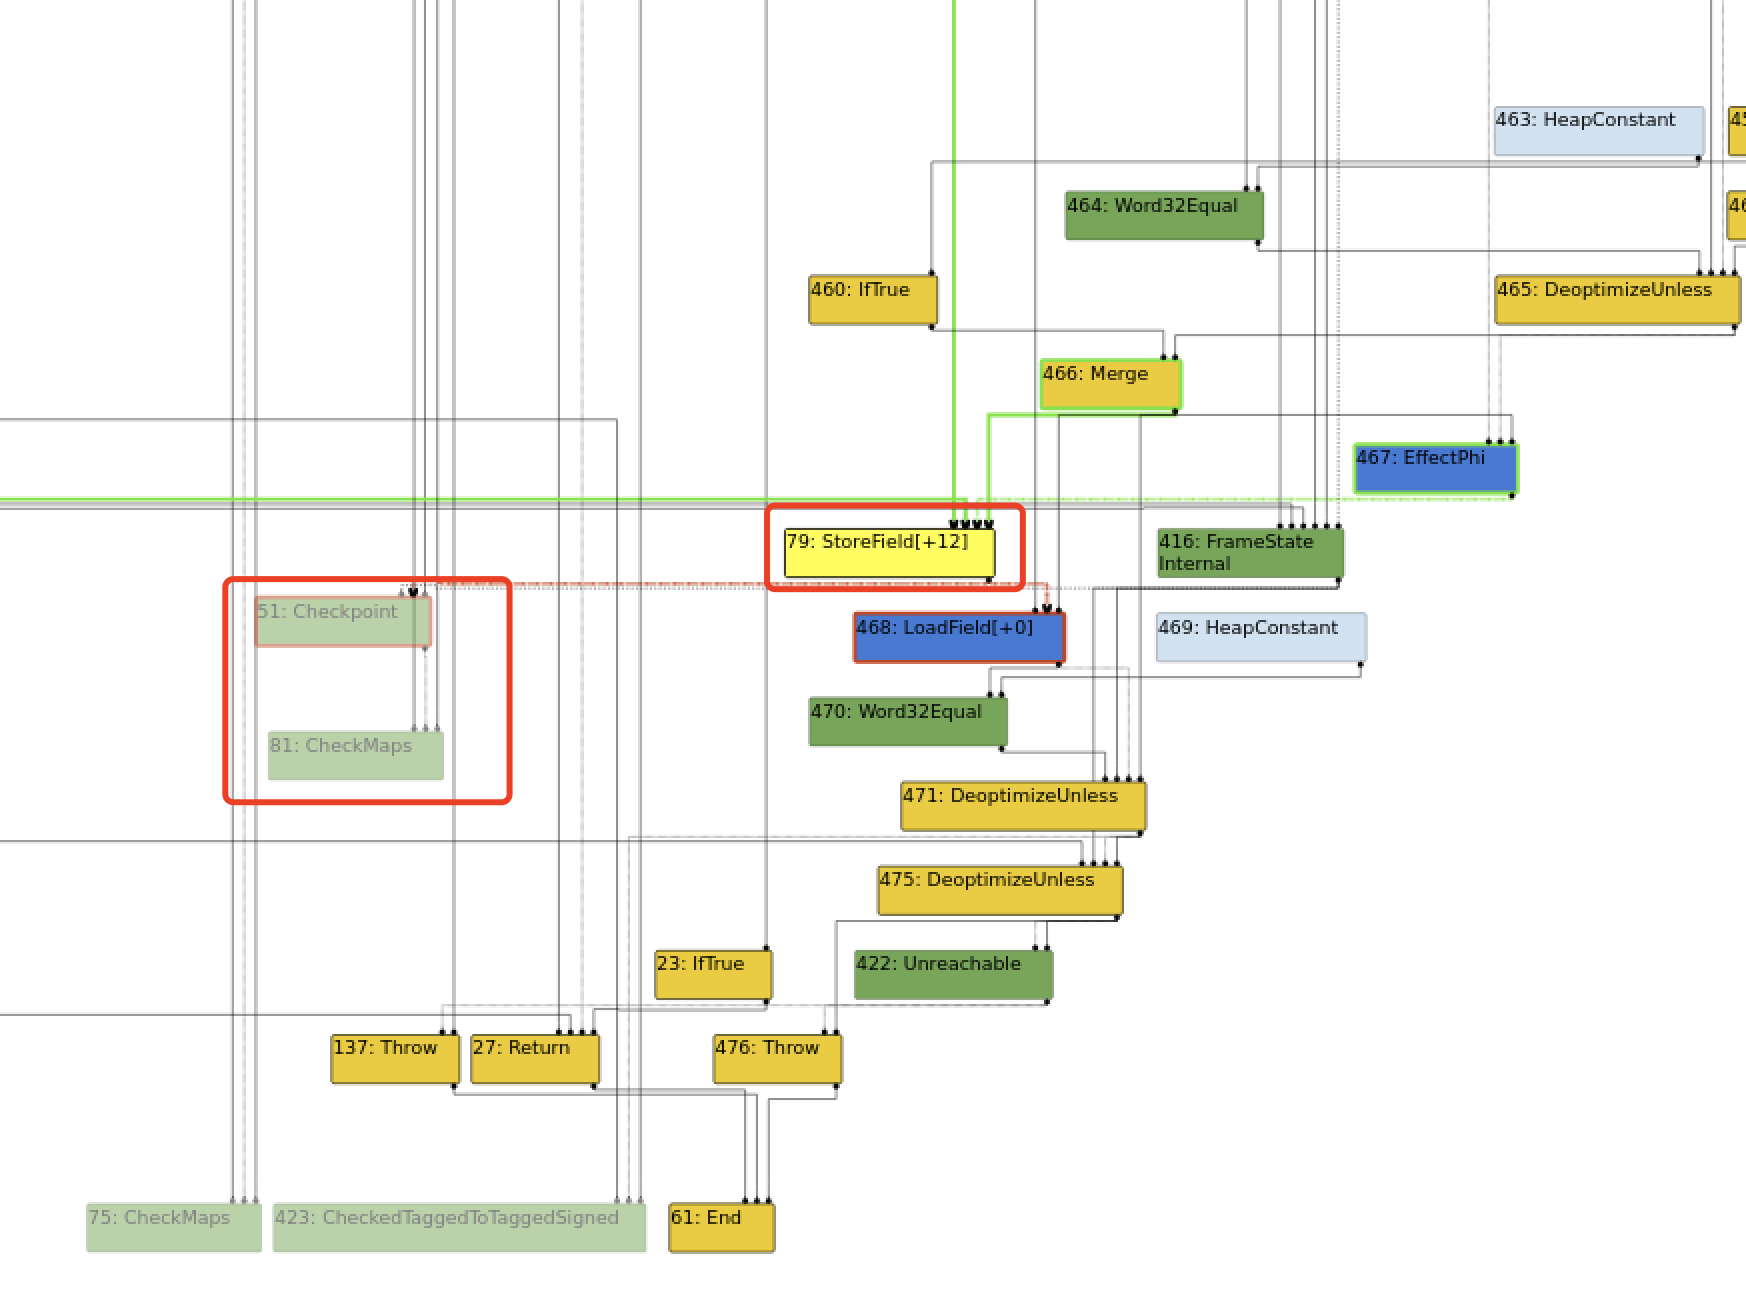 463: HeapConstant
45
464: Word32Equal
46
460: IfTrue
465: DeoptimizeUnless
466: Merge
467: EffectPhi
79: StoreField[+12]
416: FrameState
Internal
51: Checkpoint
468: LoadField[+0]
469: HeapConstant
470: Word32Equal
81: CheckMaps
471: DeoptimizeUnless
475: DeoptimizeUnless
23: IfTrue
422: Unreachable
137: Throw
27: Return
476: Throw
75: CheckMaps
423: CheckedTaggedToTaggedSigned
61: End